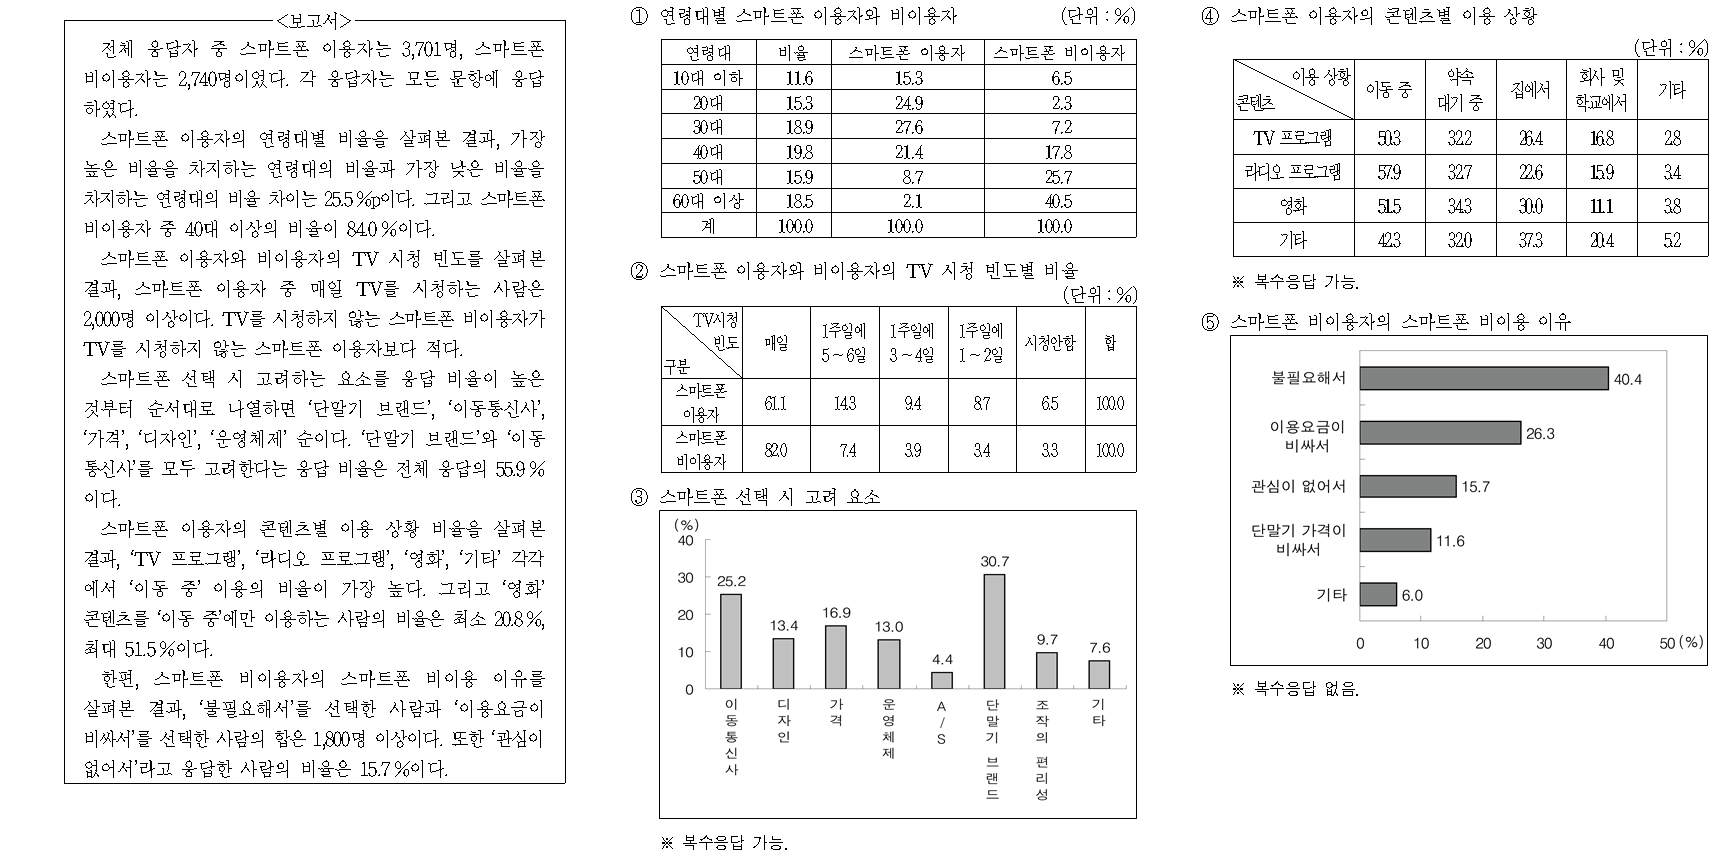 <보고서>
전체 응답자 중 스마트폰 이용자는 3,701명, 스마트폰
비이용자는 2,740명이었다. 각 응답자는 모든 문항에 응답
하였다.
스마트폰 이용자의 연령대별 비율을 살펴본 결과, 가장
높은 비율을 차지하는 연령대의 비율과 가장 낮은 비율을
차지하는 연령대의 비율 차이는 25.5%p이다. 그리고 스마트폰
비이용자 중 40대 이상의 비율이 84.0%이다.
스마트폰 이용자와 비이용자의 TV 시청 빈도를 살펴본
결과, 스마트폰 이용자 중 매일 TV를 시청하는 사람은
2,000명 이상이다. TV를 시청하지 않는 스마트폰 비이용자가
TV를 시청하지 않는 스마트폰 이용자보다 적다.
스마트폰 선택 시 고려하는 요소를 응답 비율이 높은
것부터 순서대로 나열하면 ‘단말기 브랜드’, ‘이동통신사’,
‘가격’, ‘디자인’, ‘운영체제’ 순이다. ‘단말기 브랜드’와 ‘이동
통신사’를 모두 고려한다는 응답 비율은 전체 응답의 55.9%
이다.
스마트폰 이용자의 콘텐츠별 이용 상황 비율을 살펴본
결과, ‘TV 프로그램’, ‘라디오 프로그램’, ‘영화’, ‘기타’ 각각
에서 ‘이동 중’ 이용의 비율이 가장 높다. 그리고 ‘영화’
콘텐츠를 ‘이동 중’에만 이용하는 사람의 비율은 최소 20.8%,
최대 51.5%이다.
한편, 스마트폰 비이용자의 스마트폰 비이용 이유를
살펴본 결과, ‘불필요해서’를 선택한 사람과 ‘이용요금이
비싸서’를 선택한 사람의 합은 1,800명 이상이다. 또한 ‘관심이
없어서’라고 응답한 사람의 비율은 15.7%이다.
① 연령대별 스마트폰 이용자와 비이용자 (단위 : %)
연령대 비율 스마트폰 이용자 스마트폰 비이용자
10대 이하 11.6 15.3 6.5
20대 15.3 24.9 2.3
30대 18.9 27.6 7.2
40대 19.8 21.4 17.8
50대 15.9 8.7 25.7
60대 이상 18.5 2.1 40.5
계 100.0 100.0 100.0
② 스마트폰 이용자와 비이용자의 TV 시청 빈도별 비율
(단위 : %)
TV시청 빈도 구분 매일 1주일에 5~6일 1주일에 3~4일 1주일에 1~2일 시청안함 합
스마트폰 이용자 61.1 14.3 9.4 8.7 6.5 100.0
스마트폰 비이용자 82.0 7.4 3.9 3.4 3.3 100.0
③ 스마트폰 선택 시 고려 요소
(%)
40
30
20
10
0
25.2 13.4 16.9 13.0 4.4 30.7 9.7 7.6
이동통신사 디자인 가격 운영체제 A/S 단말기 브랜드 조작의 편리성 기타
※ 복수응답 가능.
④ 스마트폰 이용자의 콘텐츠별 이용 상황
(단위 : %)
이용 상황 콘텐츠 이동 중 약속 대기 중 집에서 회사 및 학교에서 기타
TV 프로그램 50.3 32.2 26.4 16.8 2.8
라디오 프로그램 57.9 32.7 22.6 15.9 3.4
영화 51.5 34.3 30.0 11.1 3.8
기타 42.3 32.0 37.3 20.4 5.2
※ 복수응답 가능.
⑤ 스마트폰 비이용자의 스마트폰 비이용 이유
불필요해서 40.4
이용요금이 비싸서 26.3
관심이 없어서 15.7
단말기 가격이 비싸서 11.6
기타 6.0
0 10 20 30 40 50 (%)
※ 복수응답 없음.